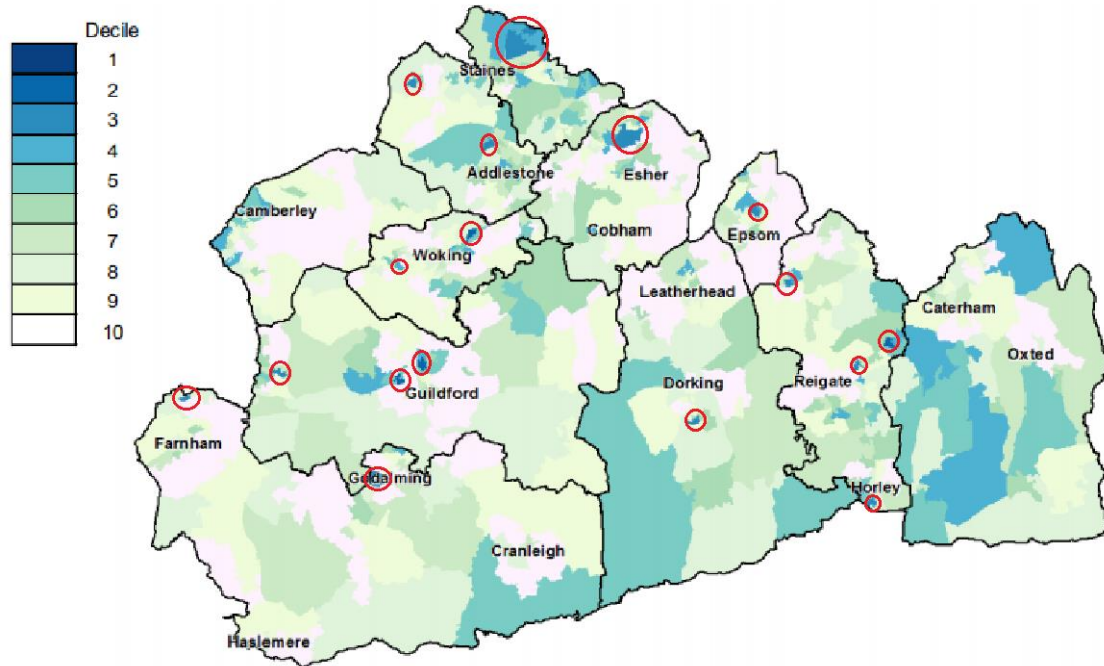 Decile
1
2
3
4
5
6
7
8
9
10
Staines
Addlestone
Esher
Camberley
Cobham
Epsom
Woking
Leatherhead
Caterham
Oxted
Dorking
Reigate
Guildford
Farnham
Godalming
Horley
Cranleigh
Haslemere